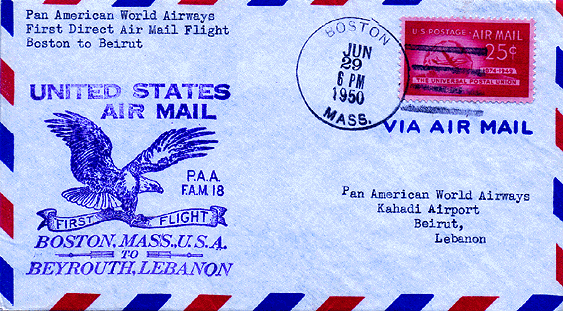 Pan American World Airways
First Direct Air Mail Flight
Boston to Beirut
BOSTON
JUN
29
6 PM
1950
MASS.
U.S. POSTAGE - AIR MAIL
25¢
1874-1949
THE UNIVERSAL POSTAL UNION
VIA AIR MAIL
UNITED STATES
AIR MAIL
P.A.A.
F.A.M. 18
FIRST FLIGHT
BOSTON, MASS., U.S.A.
TO
BEYROUTH, LEBANON
Pan American World Airways
Kahadi Airport
Beirut,
Lebanon